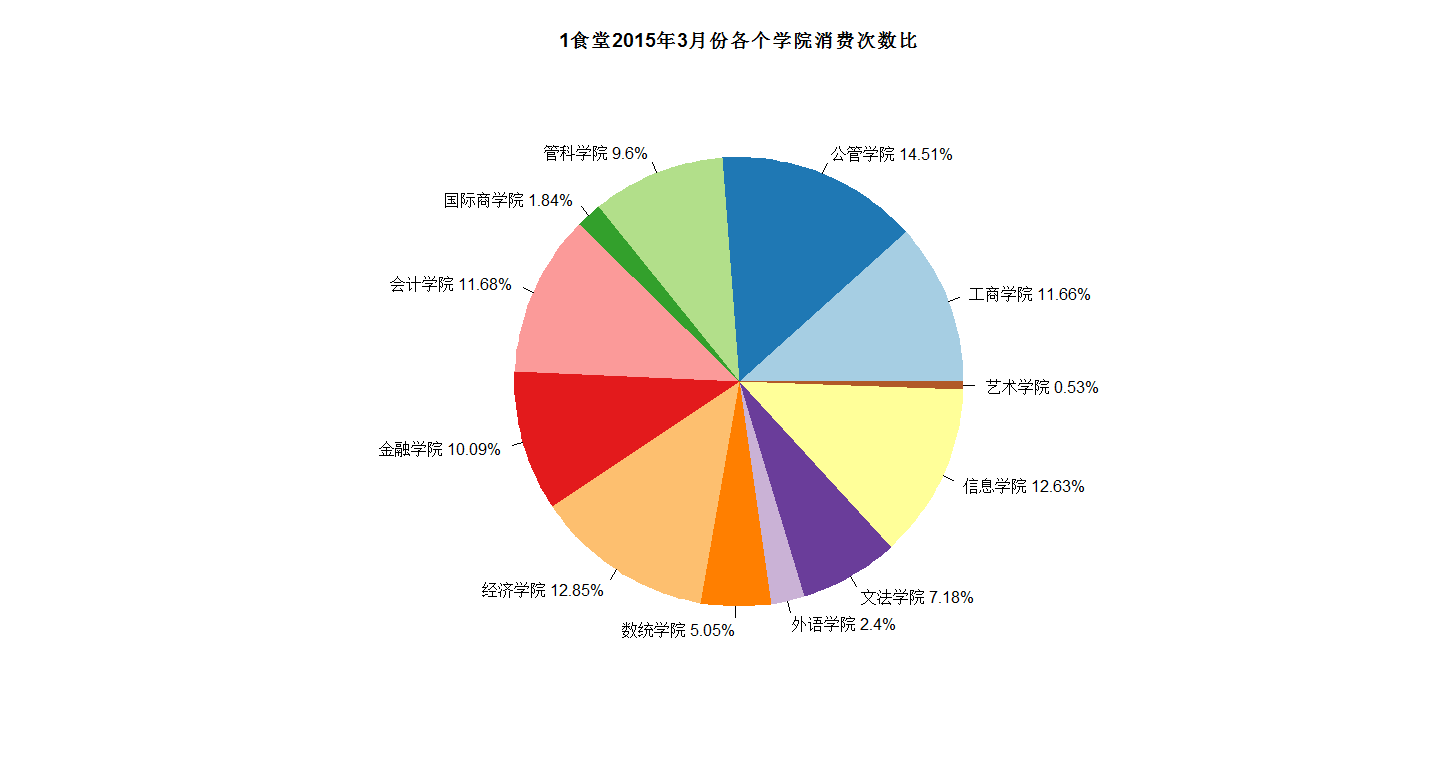 1食堂2015年3月份各个学院消费次数比
管科学院 9.6%
公管学院 14.51%
国际商学院 1.84%
会计学院 11.68%
工商学院 11.66%
艺术学院 0.53%
金融学院 10.09%
信息学院 12.63%
经济学院 12.85%
文法学院 7.18%
外语学院 2.4%
数统学院 5.05%